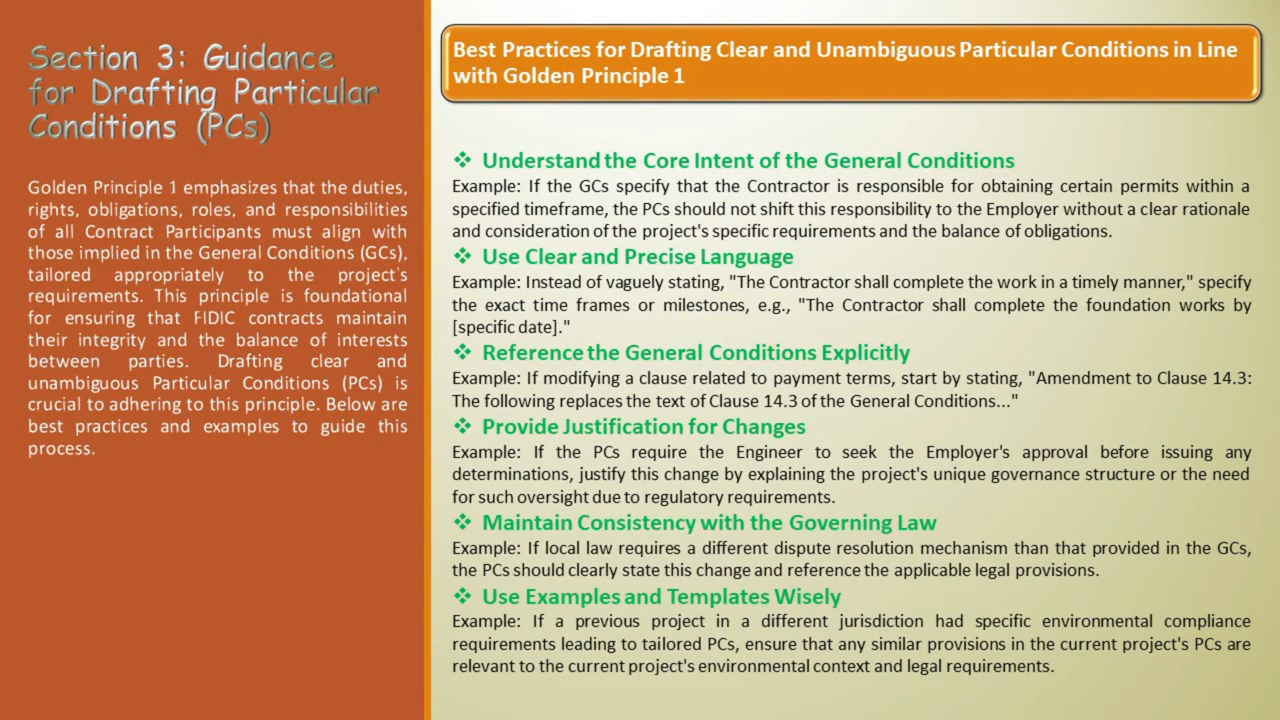 Section 3: Guidance
for Drafting Particular
Conditions (PCs)
Golden Principle 1 emphasizes that the duties,
rights, obligations, roles, and responsibilities
of all Contract Participants must align with
those implied in the General Conditions (GCs),
tailored appropriately to the project's
requirements. This principle is foundational
for ensuring that FIDIC contracts maintain
their integrity and the balance of interests
between parties. Drafting clear and
unambiguous Particular Conditions (PCs) is
crucial to adhering to this principle. Below are
best practices and examples to guide this
process.
Best Practices for Drafting Clear and Unambiguous Particular Conditions in Line
with Golden Principle 1
❖ Understand the Core Intent of the General Conditions
Example: If the GCs specify that the Contractor is responsible for obtaining certain permits within a
specified timeframe, the PCs should not shift this responsibility to the Employer without a clear rationale
and consideration of the project's specific requirements and the balance of obligations.
❖ Use Clear and Precise Language
Example: Instead of vaguely stating, "The Contractor shall complete the work in a timely manner," specify
the exact time frames or milestones, e.g., "The Contractor shall complete the foundation works by
[specific date]."
❖ Reference the General Conditions Explicitly
Example: If modifying a clause related to payment terms, start by stating, "Amendment to Clause 14.3:
The following replaces the text of Clause 14.3 of the General Conditions..."
❖ Provide Justification for Changes
Example: If the PCs require the Engineer to seek the Employer's approval before issuing any
determinations, justify this change by explaining the project's unique governance structure or the need
for such oversight due to regulatory requirements.
❖ Maintain Consistency with the Governing Law
Example: If local law requires a different dispute resolution mechanism than that provided in the GCs,
the PCs should clearly state this change and reference the applicable legal provisions.
❖ Use Examples and Templates Wisely
Example: If a previous project in a different jurisdiction had specific environmental compliance
requirements leading to tailored PCs, ensure that any similar provisions in the current project's PCs are
relevant to the current project's environmental context and legal requirements.